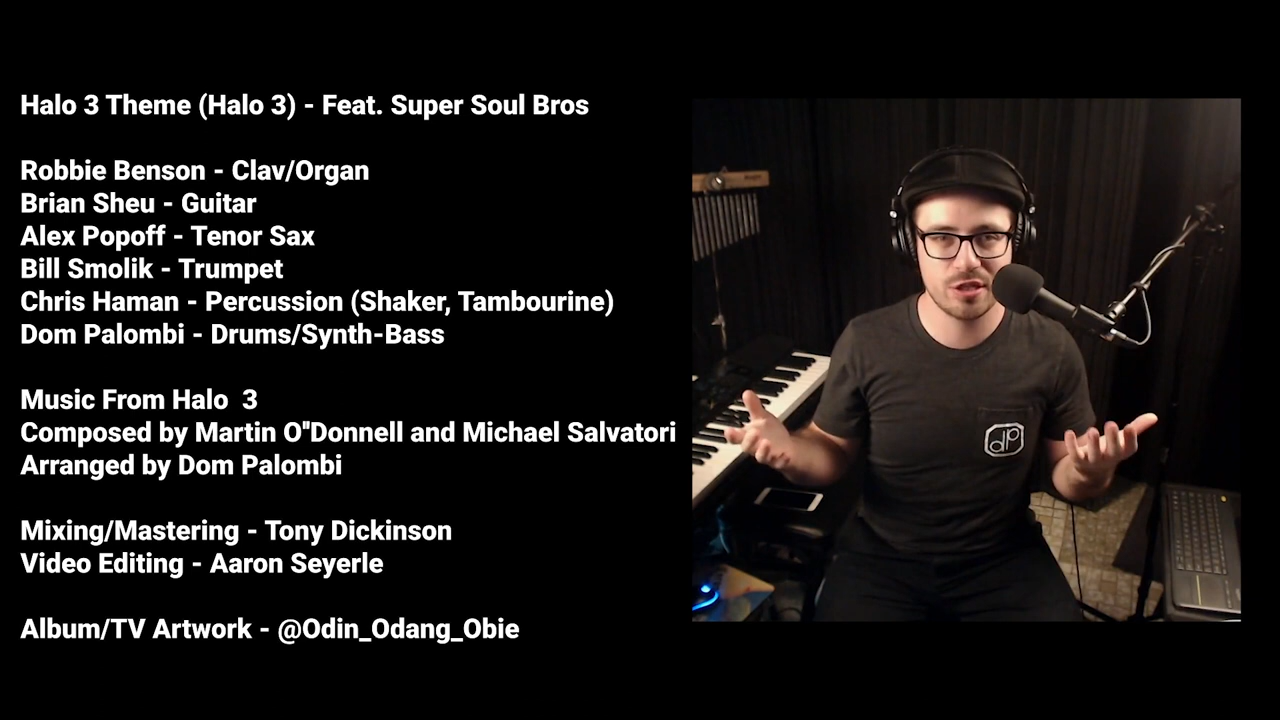 Halo 3 Theme (Halo 3) - Feat. Super Soul Bros
Robbie Benson - Clav/Organ
Brian Sheu - Guitar
Alex Popoff - Tenor Sax
Bill Smolik - Trumpet
Chris Haman - Percussion (Shaker, Tambourine)
Dom Palombi - Drums/Synth-Bass
Music From Halo  3
Composed by Martin O"Donnell and Michael Salvatori
Arranged by Dom Palombi
Mixing/Mastering - Tony Dickinson
Video Editing - Aaron Seyerle
Album/TV Artwork - @Odin_Odang_Obie
dp